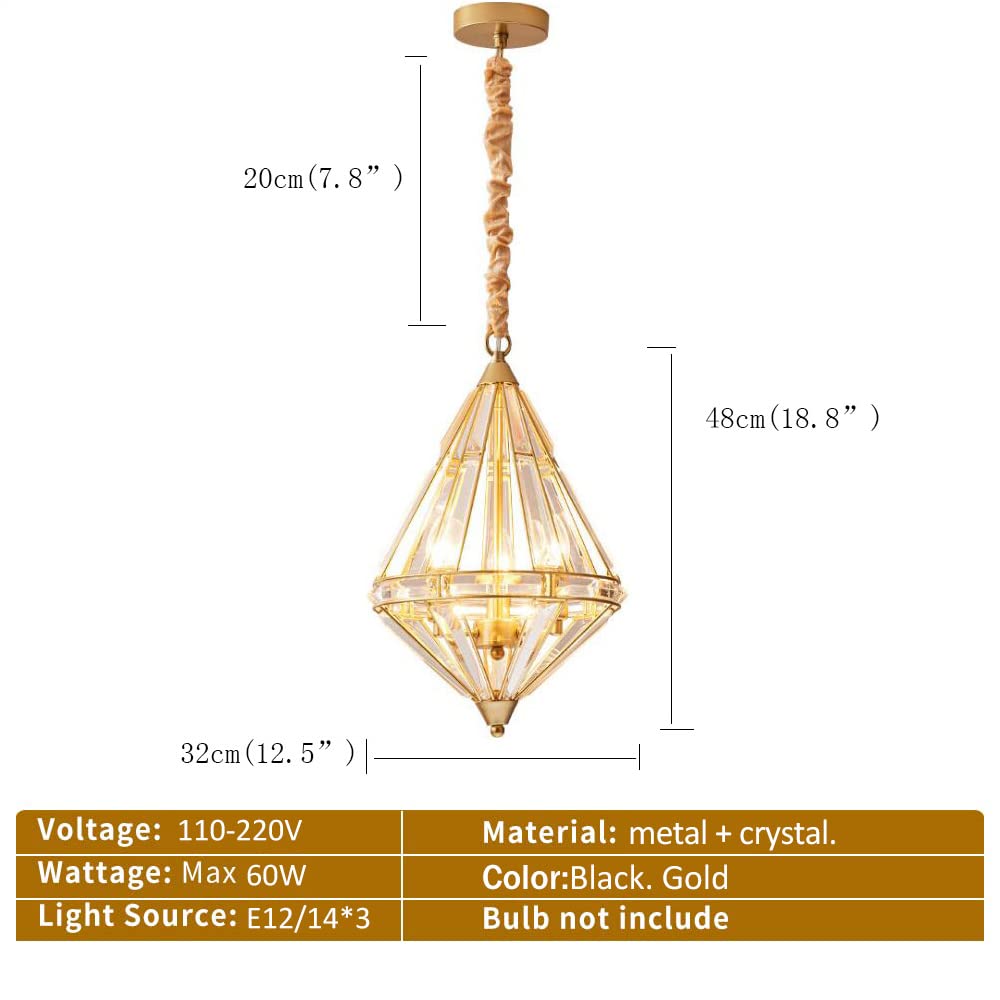 20cm(7.8”)
48cm(18.8”)
32cm(12.5”)
Voltage: 110-220V
Material: metal + crystal.
Wattage: Max 60W
Color:Black. Gold
Light Source: E12/14*3
Bulb not include